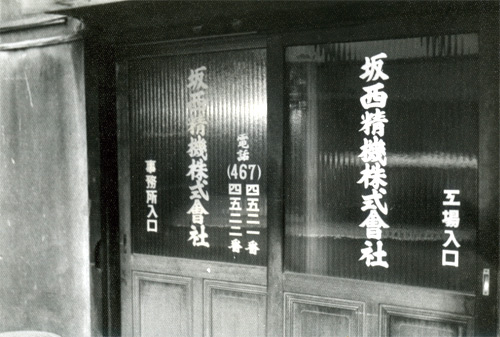 坂西精機株式會社
工場入口
電話
(467)
四五二一番
四五二二番
坂西精機株式會社
事務所入口